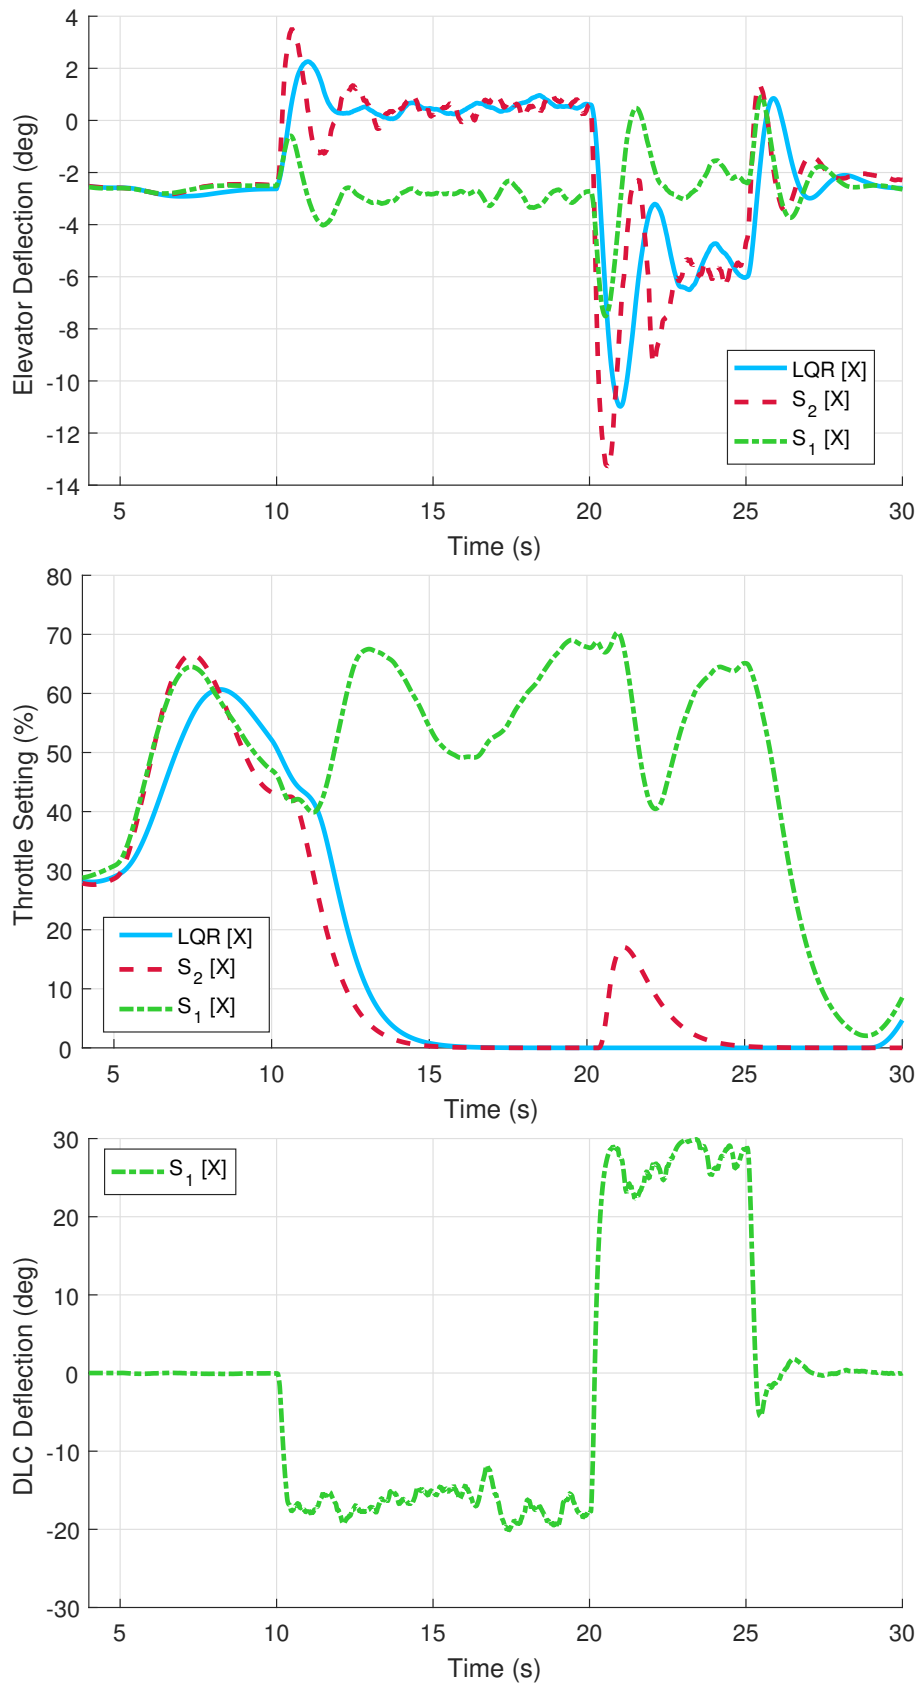 4
2
0
-2
-4
-6
-8
-10
-12
-14
Elevator Deflection (deg)
LQR [X]
S2 [X]
S1 [X]
5 10 15 20 25 30
Time (s)
80
70
60
50
40
30
20
10
0
Throttle Setting (%)
LQR [X]
S2 [X]
S1 [X]
5 10 15 20 25 30
Time (s)
30
20
10
0
-10
-20
-30
DLC Deflection (deg)
S1 [X]
5 10 15 20 25 30
Time (s)